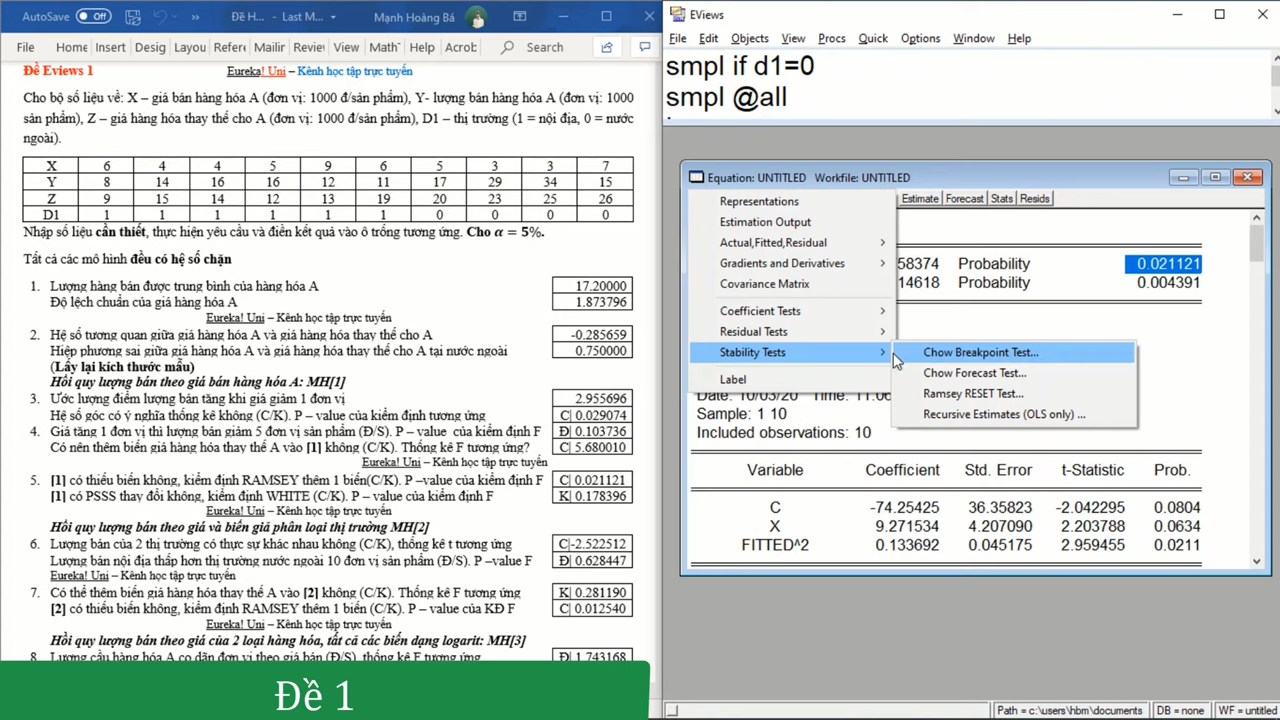 AutoSave Off Đề H... - Last M... Mạnh Hoàng Bá
File Home Insert Desig Layou Refere Mailir Reviev View Math Help Acrob Search
Đề Eviews 1 Eureka! Uni – Kênh học tập trực tuyến
Cho bộ số liệu về: X – giá bán hàng hóa A (đơn vị: 1000 đ/sản phẩm), Y- lượng bán hàng hóa A (đơn vị: 1000
sản phẩm), Z – giá hàng hóa thay thế cho A (đơn vị: 1000 đ/sản phẩm), D1 – thị trường (1 = nội địa, 0 = nước
ngoài).
X 6 4 4 5 9 6 5 3 3 7
Y 8 14 16 16 12 11 17 29 34 15
Z 9 15 14 12 13 19 20 23 25 26
D1 1 1 1 1 1 1 0 0 0 0
Nhập số liệu cần thiết, thực hiện yêu cầu và điền kết quả vào ô trống tương ứng. Cho α = 5%.
Tất cả các mô hình đều có hệ số chặn
1. Lượng hàng bán được trung bình của hàng hóa A 17.20000
Độ lệch chuẩn của giá hàng hóa A 1.873796
Eureka! Uni – Kênh học tập trực tuyến
2. Hệ số tương quan giữa giá hàng hóa A và giá hàng hóa thay thế cho A -0.285659
Hiệp phương sai giữa giá hàng hóa A và giá hàng hóa thay thế cho A tại nước ngoài 0.750000
(Lấy lại kích thước mẫu)
Hồi quy lượng bán theo giá bán hàng hóa A: MH[1]
3. Ước lượng điểm lượng bán tăng khi giá giảm 1 đơn vị 2.955696
Hệ số góc có ý nghĩa thống kê không (C/K). P – value của kiểm định F C| 0.029074
4. Giá tăng 1 đơn vị thì lượng bán giảm 5 đơn vị (Đ/S). P – value của kiểm định F Đ| 0.103736
Có nên thêm biến giá hàng hóa thay thế A vào [1] không (C/K). Thống kê F tương ứng? C| 5.680010
Eureka! Uni – Kênh học tập trực tuyến
5. [1] có thiếu biến không, kiểm định RAMSEY thêm 1 biến(C/K). P –value của kiểm định F C| 0.021121
[1] có PSSS thay đổi không, kiểm định WHITE (C/K). P – value của kiểm định F K| 0.178396
Eureka! Uni – Kênh học tập trực tuyến
Hồi quy lượng bán theo giá và biến giả phân loại thị trường MH[2]
6. Lượng bán của 2 thị trường có thực sự khác nhau không (C/K), thống kê t tương ứng C|-2.522512
Lượng bán nội địa thấp hơn thị trường nước ngoài 10 đơn vị sản phẩm (Đ/S). P –value F Đ| 0.628447
Eureka! Uni – Kênh học tập trực tuyến
7. Có thể thêm biến giá hàng hóa thay thế A vào [2] không (C/K). Thống kê F tương ứng K| 0.281190
[2] có thiếu biến không, kiểm định RAMSEY thêm 1 biến (C/K). P – value của KĐ F C| 0.012540
Eureka! Uni – Kênh học tập trực tuyến
Hồi quy lượng bán theo giá của 2 loại hàng hóa, tất cả các biến dạng logarit: MH[3]
8. Lượng cầu hàng hóa A co dãn đơn vị theo giá bán (Đ/S), thống kê F tương ứng Đ| 1.743168
Đề 1
EViews
File Edit Objects View Procs Quick Options Window Help
smpl if d1=0
smpl @all
Equation: UNTITLED Workfile: UNTITLED
Estimate Forecast Stats Resids
Representations
Estimation Output
Actual,Fitted,Residual
Gradients and Derivatives
Covariance Matrix
Coefficient Tests
Residual Tests
Stability Tests
Label
Chow Breakpoint Test...
Chow Forecast Test...
Ramsey RESET Test...
Recursive Estimates (OLS only) ...
58374 Probability 0.021121
14618 Probability 0.004391
Date: 10/03/20 Time: 11:06
Sample: 1 10
Included observations: 10
Variable Coefficient Std. Error t-Statistic Prob.
C -74.25425 36.35823 -2.042295 0.0804
X 9.271534 4.207090 2.203788 0.0634
FITTED^2 0.133692 0.045175 2.959455 0.0211
Path = c:\users\hbm\documents DB = none WF = untitled